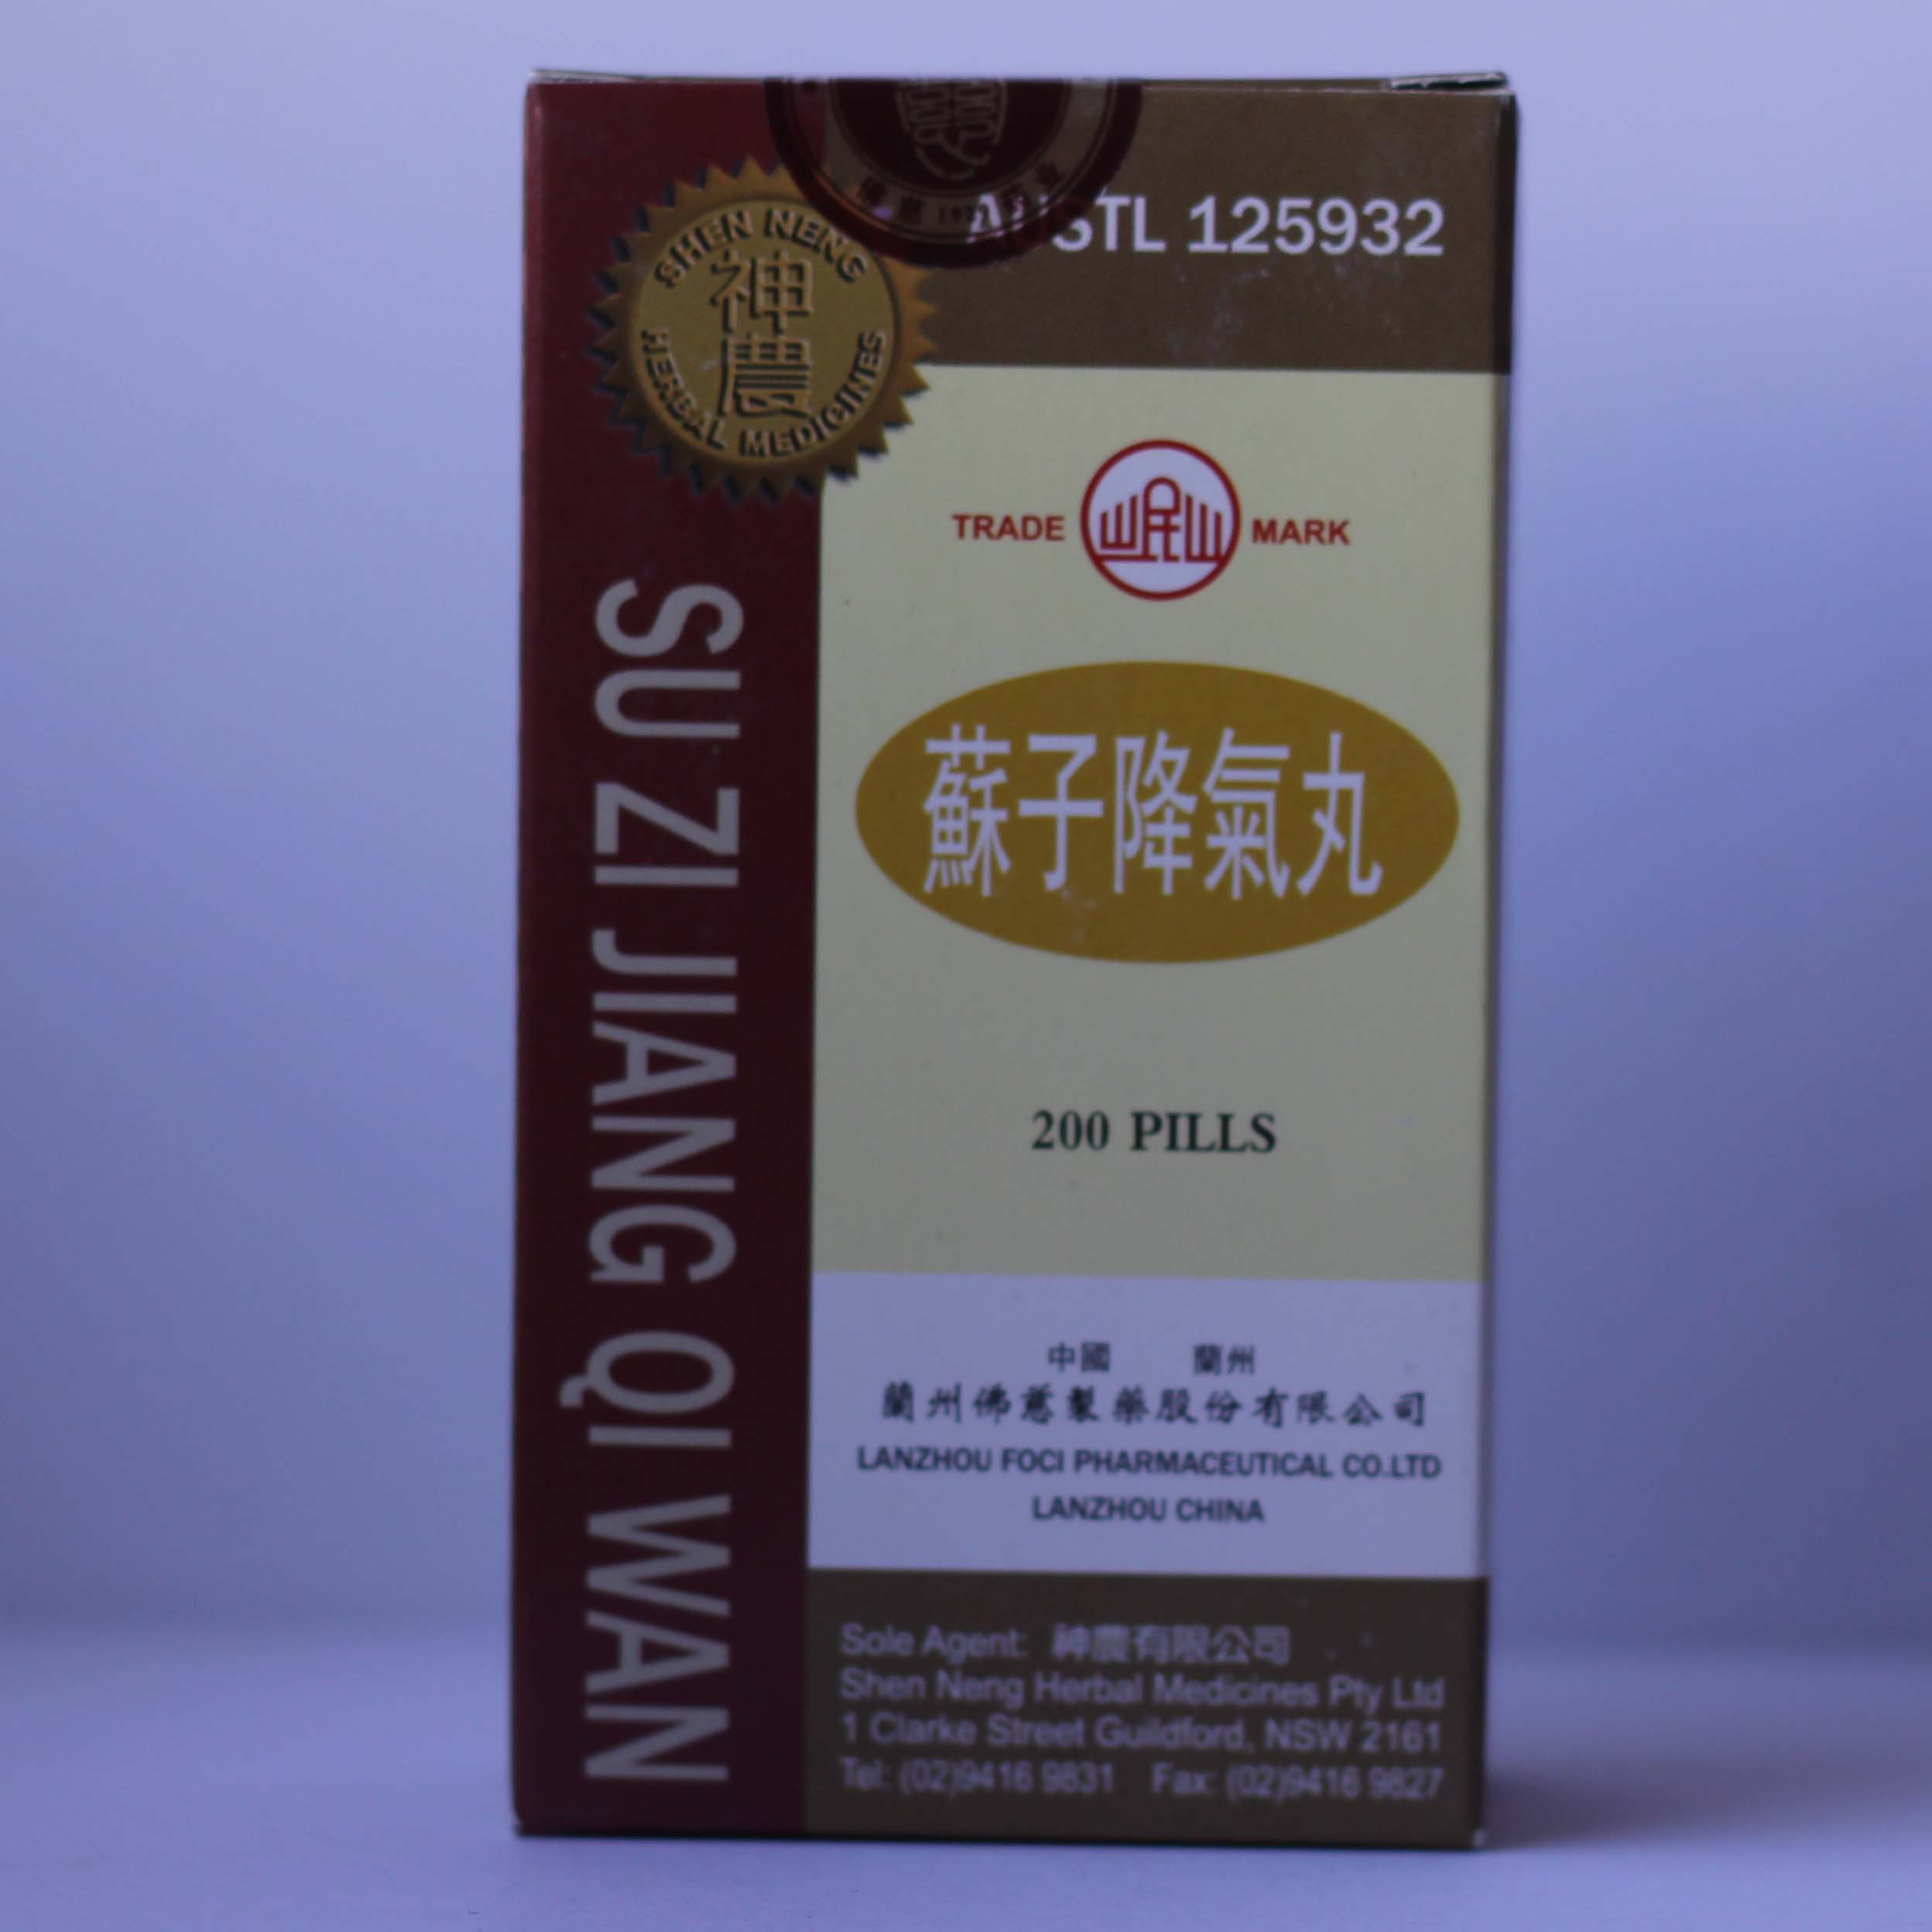 AUSTL 125932
SHEN NENG
神農
HERBAL MEDICINES
TRADE 岷山 MARK
SU ZI JIANG QI WAN
蘇子降氣丸
200 PILLS
中國 蘭州
蘭州佛慈製藥股份有限公司
LANZHOU FOCI PHARMACEUTICAL CO.LTD
LANZHOU CHINA
Sole Agent: 神農有限公司
Shen Neng Herbal Medicines Pty Ltd
1 Clarke Street Guildford, NSW 2161
Tel: (02)9416 9831 Fax: (02)9416 9827